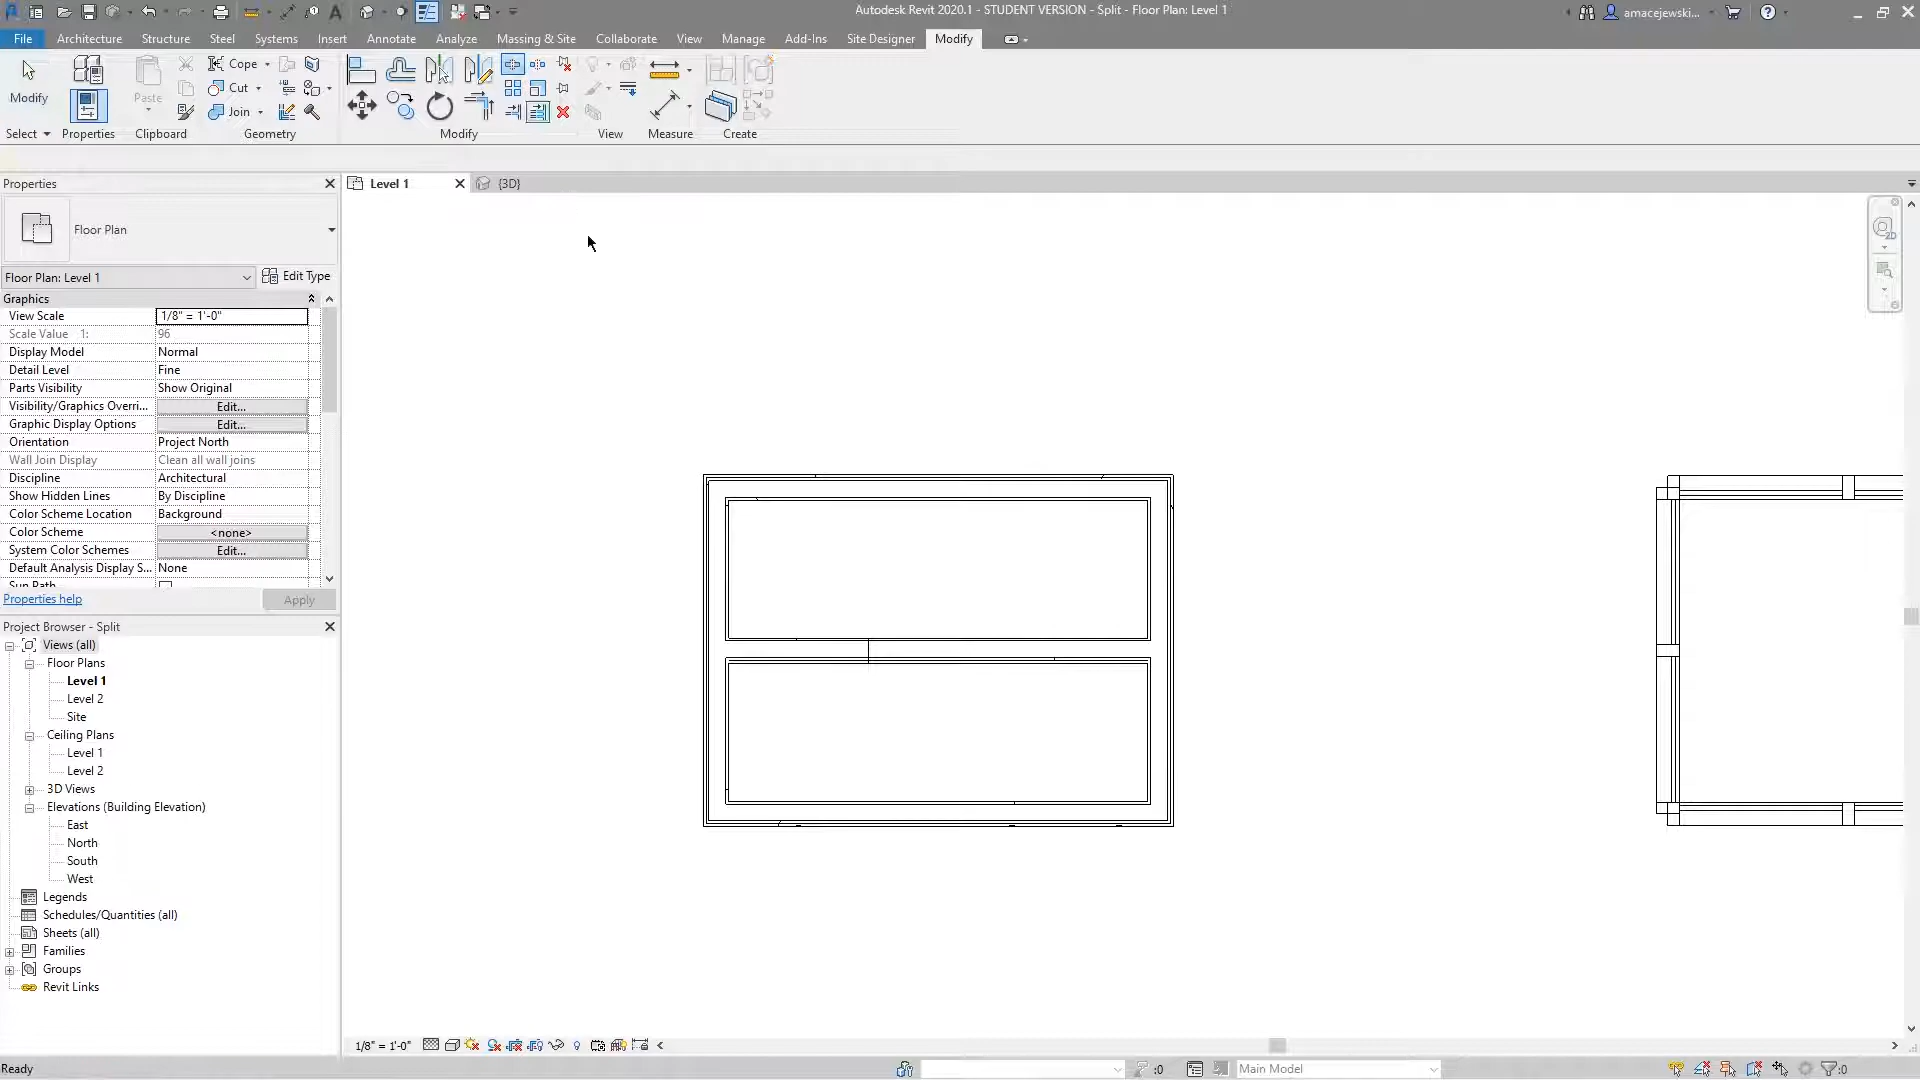 Autodesk Revit 2020.1 - STUDENT VERSION - Split - Floor Plan: Level 1
amacejewski...
File Architecture Structure Steel Systems Insert Annotate Analyze Massing & Site Collaborate View Manage Add-Ins Site Designer Modify
Modify
Paste
Cope
Cut
Join
Select Properties Clipboard Geometry Modify View Measure Create
Properties
Level 1
{3D}
Floor Plan
Floor Plan: Level 1
Edit Type
Graphics
View Scale 1/8" = 1'-0"
Scale Value 1: 96
Display Model Normal
Detail Level Fine
Parts Visibility Show Original
Visibility/Graphics Overri... Edit...
Graphic Display Options Edit...
Orientation Project North
Wall Join Display Clean all wall joins
Discipline Architectural
Show Hidden Lines By Discipline
Color Scheme Location Background
Color Scheme <none>
System Color Schemes Edit...
Default Analysis Display S... None
Sun Path
Properties help
Apply
Project Browser - Split
Views (all)
Floor Plans
Level 1
Level 2
Site
Ceiling Plans
Level 1
Level 2
3D Views
Elevations (Building Elevation)
East
North
South
West
Legends
Schedules/Quantities (all)
Sheets (all)
Families
Groups
Revit Links
2D
1/8" = 1'-0"
Ready
:0
Main Model
:0